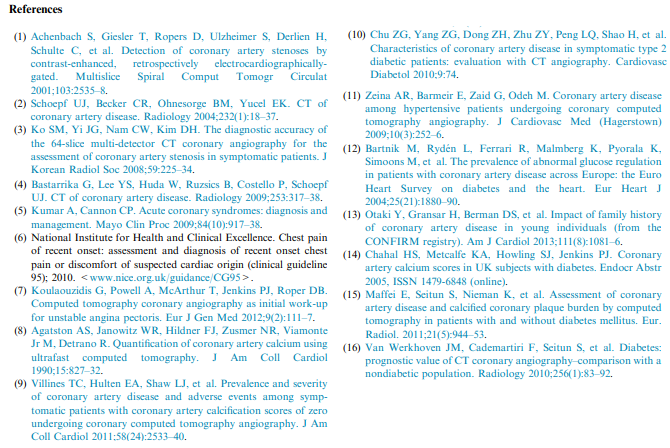 References
(1) Achenbach S, Giesler T, Ropers D, Ulzheimer S, Derlien H,
Schulte C, et al. Detection of coronary artery stenoses by
contrast-enhanced, retrospectively electrocardiographically-
gated. Multislice Spiral Comput Tomogr Circulat
2001;103:2535–8.
(2) Schoepf UJ, Becker CR, Ohnesorge BM, Yucel EK. CT of
coronary artery disease. Radiology 2004;232(1):18–37.
(3) Ko SM, Yi JG, Nam CW, Kim DH. The diagnostic accuracy of
the 64-slice multi-detector CT coronary angiography for the
assessment of coronary artery stenosis in symptomatic patients. J
Korean Radiol Soc 2008;59:225–34.
(4) Bastarrika G, Lee YS, Huda W, Ruzsics B, Costello P, Schoepf
UJ. CT of coronary artery disease. Radiology 2009;253:317–38.
(5) Kumar A, Cannon CP. Acute coronary syndromes: diagnosis and
management. Mayo Clin Proc 2009;84(10):917–38.
(6) National Institute for Health and Clinical Excellence. Chest pain
of recent onset: assessment and diagnosis of recent onset chest
pain or discomfort of suspected cardiac origin (clinical guideline
95); 2010. <www.nice.org.uk/guidance/CG95>.
(7) Koulaouzidis G, Powell A, McArthur T, Jenkins PJ, Roper DB.
Computed tomography coronary angiography as initial work-up
for unstable angina pectoris. Eur J Gen Med 2012;9(2):111–7.
(8) Agatston AS, Janowitz WR, Hildner FJ, Zusmer NR, Viamonte
Jr M, Detrano R. Quantification of coronary artery calcium using
ultrafast computed tomography. J Am Coll Cardiol
1990;15:827–32.
(9) Villines TC, Hulten EA, Shaw LJ, et al. Prevalence and severity
of coronary artery disease and adverse events among symp-
tomatic patients with coronary artery calcification scores of zero
undergoing coronary computed tomography angiography. J Am
Coll Cardiol 2011;58(24):2533–40.
(10) Chu ZG, Yang ZG, Dong ZH, Zhu ZY, Peng LQ, Shao H, et al.
Characteristics of coronary artery disease in symptomatic type 2
diabetic patients: evaluation with CT angiography. Cardiovasc
Diabetol 2010;9:74.
(11) Zeina AR, Barmeir E, Zaid G, Odeh M. Coronary artery disease
among hypertensive patients undergoing coronary computed
tomography angiography. J Cardiovasc Med (Hagerstown)
2009;10(3):252–6.
(12) Bartnik M, Rydén L, Ferrari R, Malmberg K, Pyorala K,
Simoons M, et al. The prevalence of abnormal glucose regulation
in patients with coronary artery disease across Europe: the Euro
Heart Survey on diabetes and the heart. Eur Heart J
2004;25(21):1880–90.
(13) Otaki Y, Gransar H, Berman DS, et al. Impact of family history
of coronary artery disease in young individuals (from the
CONFIRM registry). Am J Cardiol 2013;111(8):1081–6.
(14) Chahal HS, Metcalfe KA, Howling SJ, Jenkins PJ. Coronary
artery calcium scores in UK subjects with diabetes. Endocr Abstr
2005, ISSN 1479-6848 (online).
(15) Maffei E, Seitun S, Nieman K, et al. Assessment of coronary
artery disease and calcified coronary plaque burden by computed
tomography in patients with and without diabetes mellitus. Eur.
Radiol. 2011;21(5):944–53.
(16) Van Werkhoven JM, Cademartiri F, Seitun S, et al. Diabetes:
prognostic value of CT coronary angiography–comparison with a
nondiabetic population. Radiology 2010;256(1):83–92.